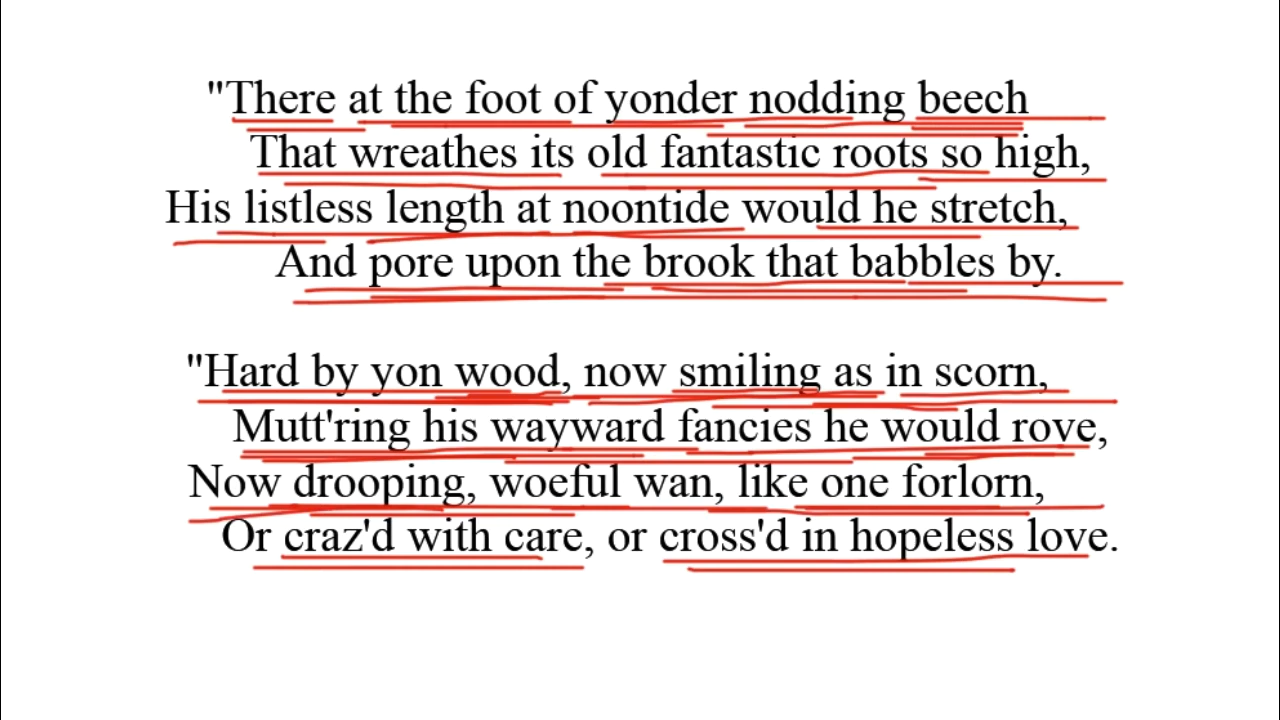 "There at the foot of yonder nodding beech
That wreathes its old fantastic roots so high,
His listless length at noontide would he stretch,
And pore upon the brook that babbles by.
"Hard by yon wood, now smiling as in scorn,
Mutt'ring his wayward fancies he would rove,
Now drooping, woeful wan, like one forlorn,
Or craz'd with care, or cross'd in hopeless love.